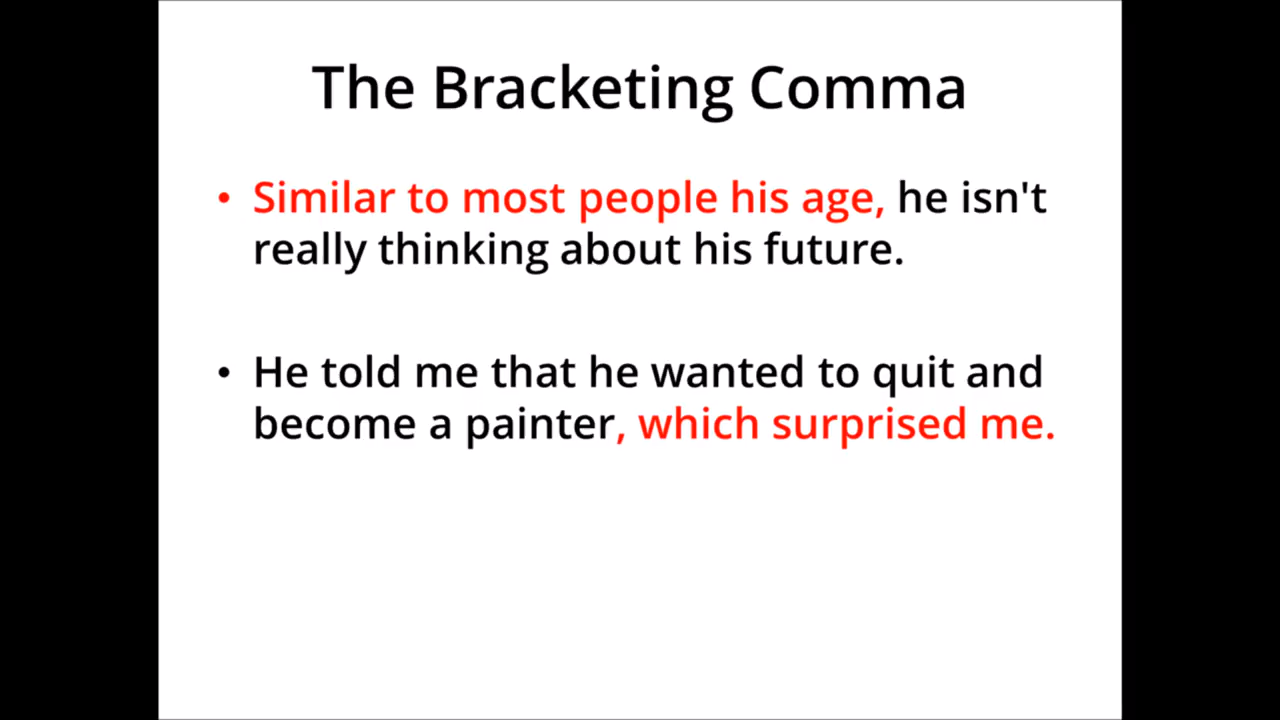 The Bracketing Comma
• Similar to most people his age, he isn't
really thinking about his future.
• He told me that he wanted to quit and
become a painter, which surprised me.